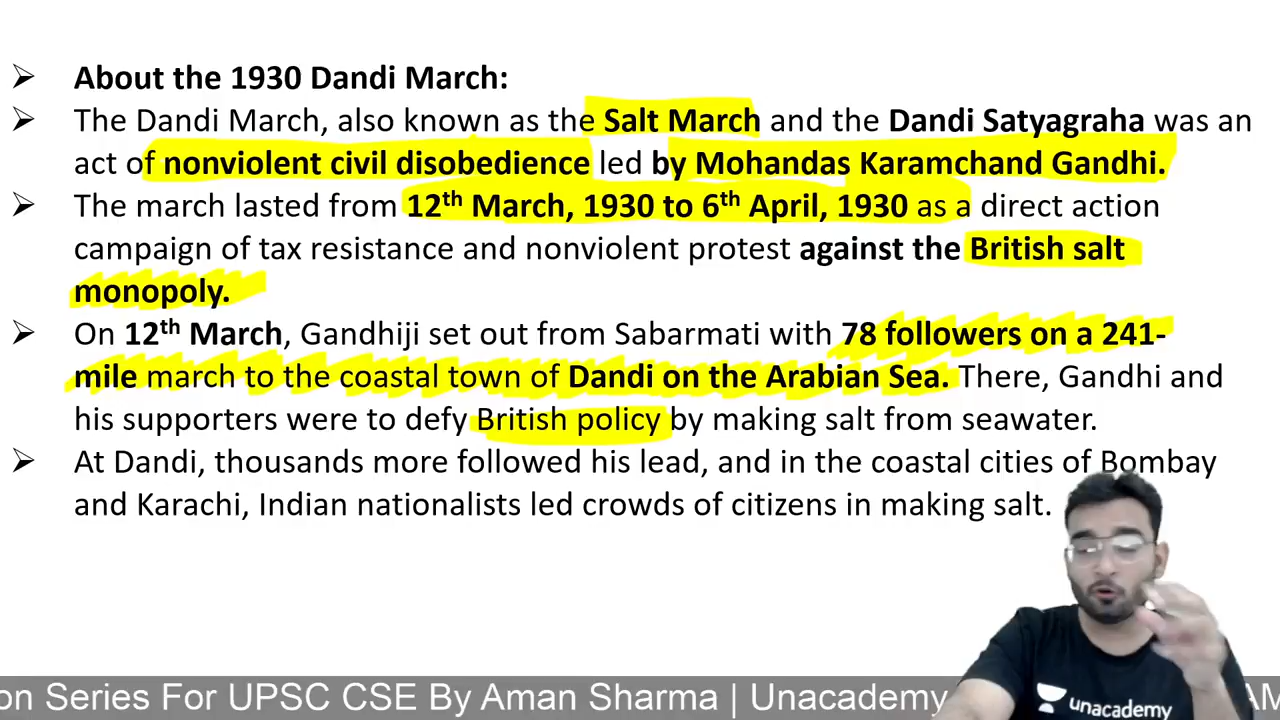 ➢ About the 1930 Dandi March:
➢ The Dandi March, also known as the Salt March and the Dandi Satyagraha was an
act of nonviolent civil disobedience led by Mohandas Karamchand Gandhi.
➢ The march lasted from 12th March, 1930 to 6th April, 1930 as a direct action
campaign of tax resistance and nonviolent protest against the British salt
monopoly.
➢ On 12th March, Gandhiji set out from Sabarmati with 78 followers on a 241-
mile march to the coastal town of Dandi on the Arabian Sea. There, Gandhi and
his supporters were to defy British policy by making salt from seawater.
➢ At Dandi, thousands more followed his lead, and in the coastal cities of Bombay
and Karachi, Indian nationalists led crowds of citizens in making salt.
unacademy
on Series For UPSC CSE By Aman Sharma | Unacademy AM